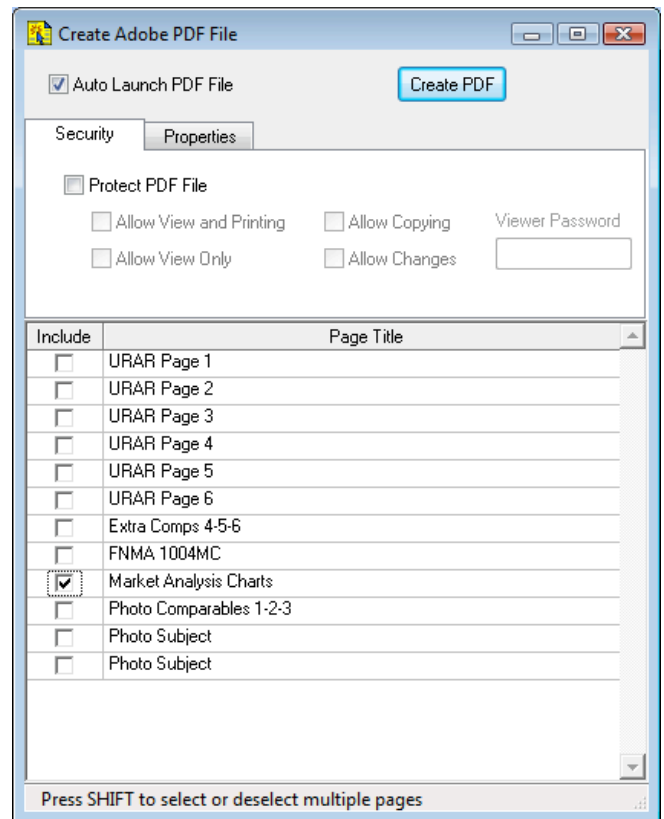 Create Adobe PDF File
Auto Launch PDF File Create PDF
Security Properties
Protect PDF File
Allow View and Printing Allow Copying Viewer Password
Allow View Only Allow Changes
Include Page Title
URAR Page 1
URAR Page 2
URAR Page 3
URAR Page 4
URAR Page 5
URAR Page 6
Extra Comps 4-5-6
FNMA 1004MC
Market Analysis Charts
Photo Comparables 1-2-3
Photo Subject
Photo Subject
Press SHIFT to select or deselect multiple pages